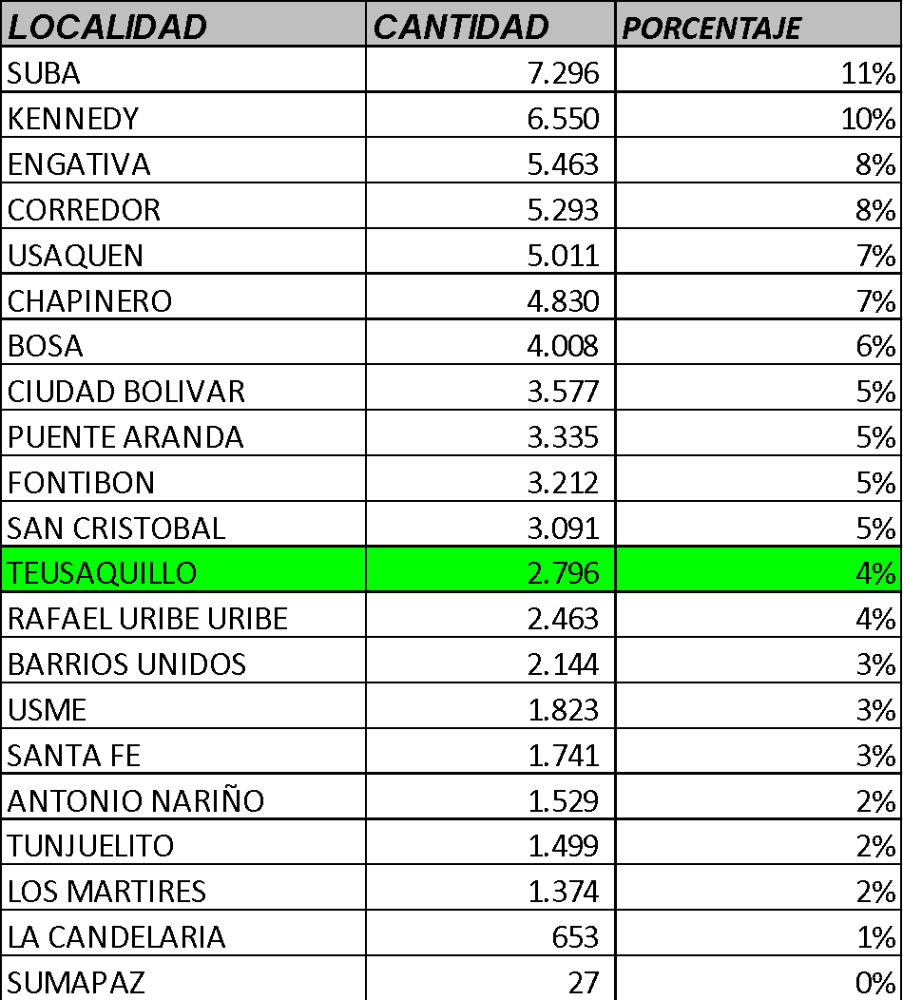 LOCALIDAD CANTIDAD PORCENTAJE
SUBA 7.296 11%
KENNEDY 6.550 10%
ENGATIVA 5.463 8%
CORREDOR 5.293 8%
USAQUEN 5.011 7%
CHAPINERO 4.830 7%
BOSA 4.008 6%
CIUDAD BOLIVAR 3.577 5%
PUENTE ARANDA 3.335 5%
FONTIBON 3.212 5%
SAN CRISTOBAL 3.091 5%
TEUSAQUILLO 2.796 4%
RAFAEL URIBE URIBE 2.463 4%
BARRIOS UNIDOS 2.144 3%
USME 1.823 3%
SANTA FE 1.741 3%
ANTONIO NARIÑO 1.529 2%
TUNJUELITO 1.499 2%
LOS MARTIRES 1.374 2%
LA CANDELARIA 653 1%
SUMAPAZ 27 0%